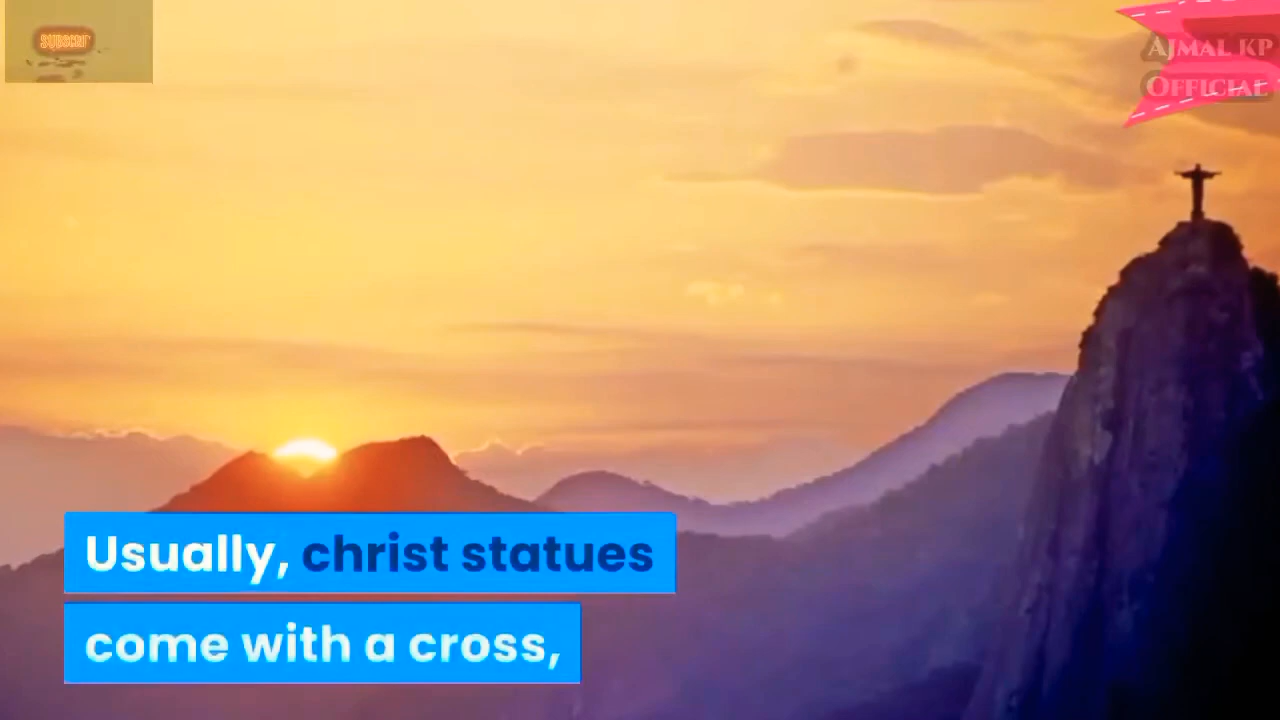 Ajmal KP
Official
Usually, christ statues
come with a cross,